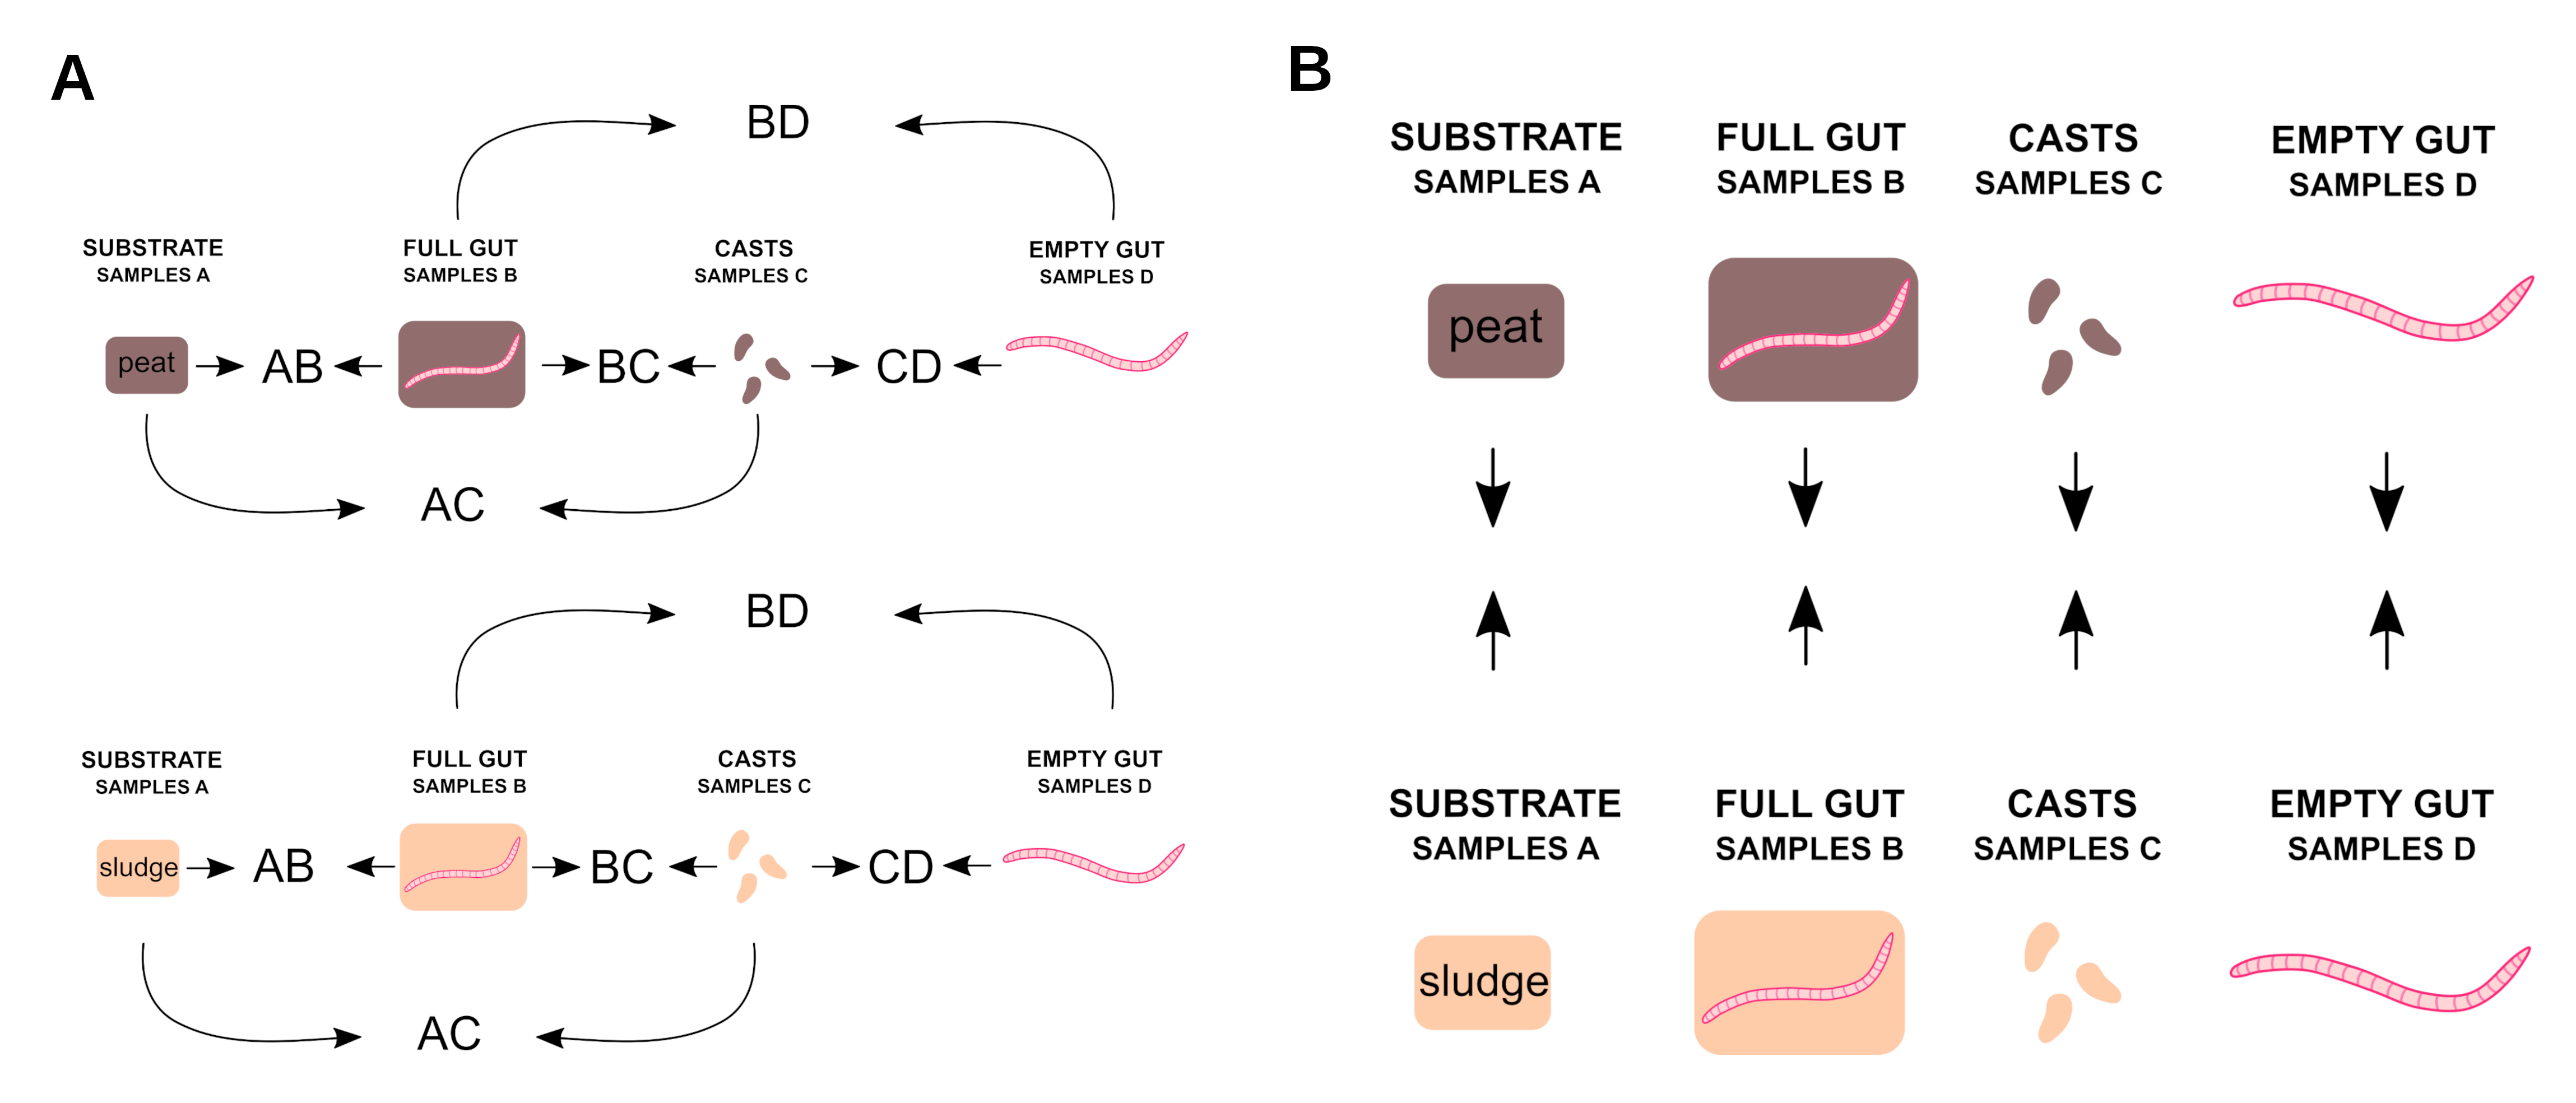 A
BD
SUBSTRATE
SAMPLES A
FULL GUT
SAMPLES B
CASTS
SAMPLES C
EMPTY GUT
SAMPLES D
peat
AB
BC
CD
AC
BD
SUBSTRATE
SAMPLES A
FULL GUT
SAMPLES B
CASTS
SAMPLES C
EMPTY GUT
SAMPLES D
sludge
AB
BC
CD
AC
B
SUBSTRATE
SAMPLES A
FULL GUT
SAMPLES B
CASTS
SAMPLES C
EMPTY GUT
SAMPLES D
peat
SUBSTRATE
SAMPLES A
FULL GUT
SAMPLES B
CASTS
SAMPLES C
EMPTY GUT
SAMPLES D
sludge